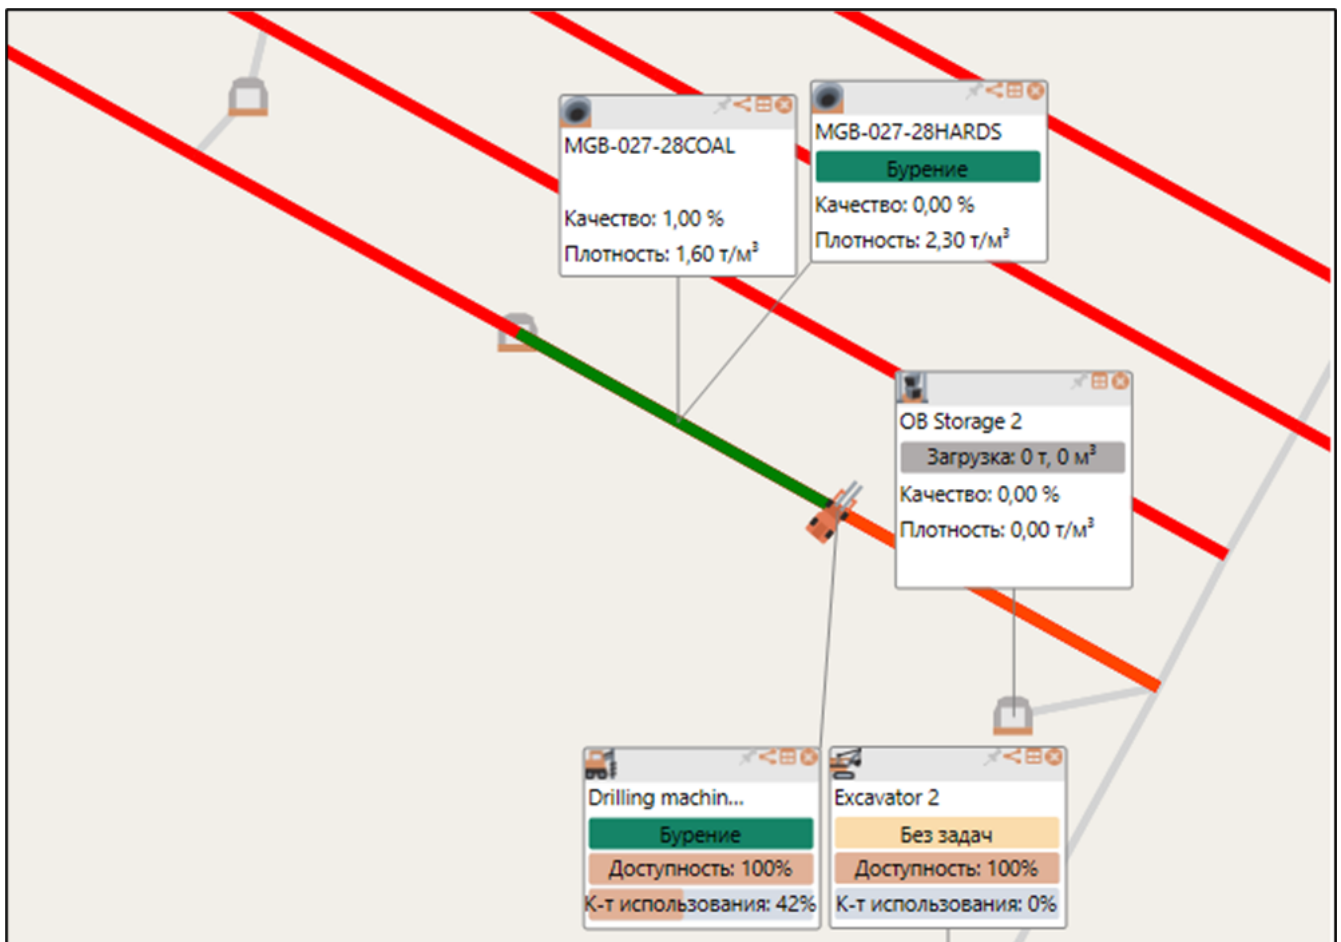 MGB-027-28COAL
Качество: 1,00 %
Плотность: 1,60 т/м³
MGB-027-28HARDS
Бурение
Качество: 0,00 %
Плотность: 2,30 т/м³
OB Storage 2
Загрузка: 0 т, 0 м³
Качество: 0,00 %
Плотность: 0,00 т/м³
Drilling machin...
Бурение
Доступность: 100%
К-т использования: 42%
Excavator 2
Без задач
Доступность: 100%
К-т использования: 0%